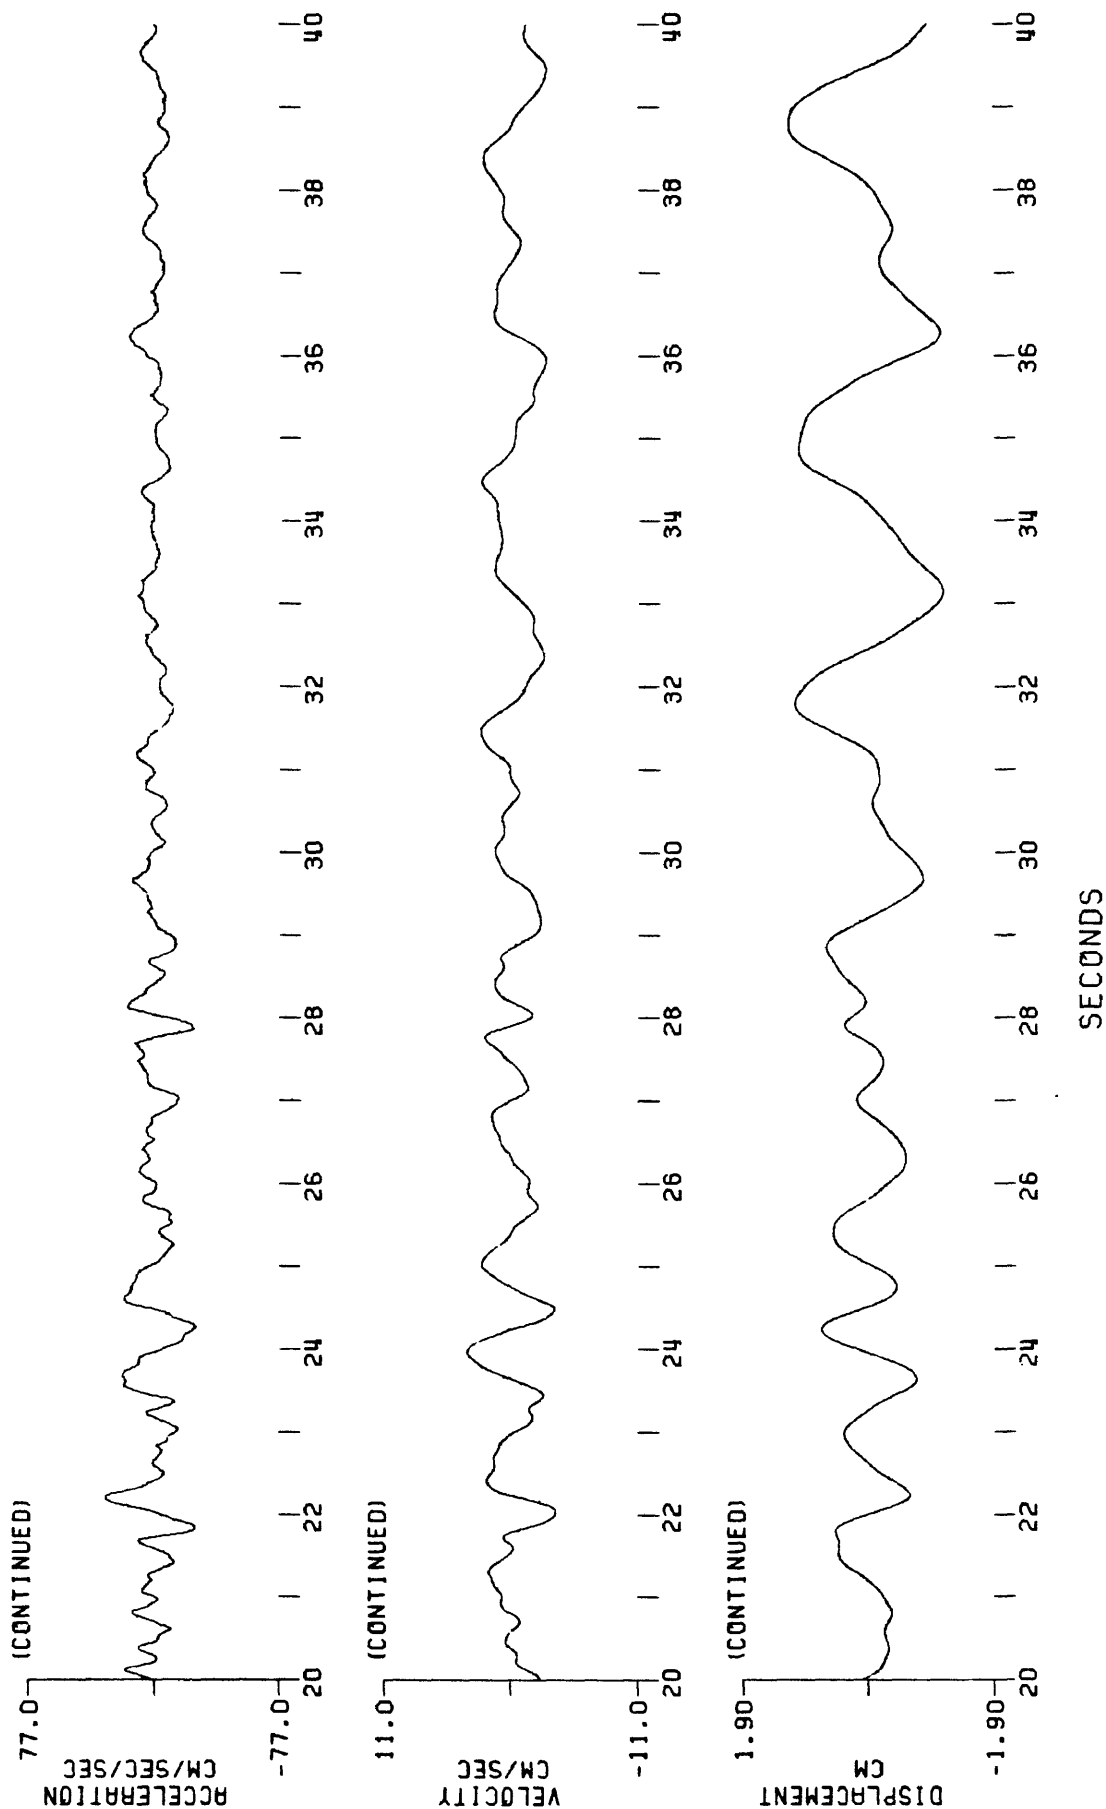 (CONTINUED)
77.0
-77.0
ACCELERATION
CM/SEC/SEC
20 22 24 26 28 30 32 34 36 38 40
(CONTINUED)
11.0
-11.0
VELOCITY
CM/SEC
20 22 24 26 28 30 32 34 36 38 40
(CONTINUED)
1.90
-1.90
DISPLACEMENT
CM
20 22 24 26 28 30 32 34 36 38 40
SECONDS